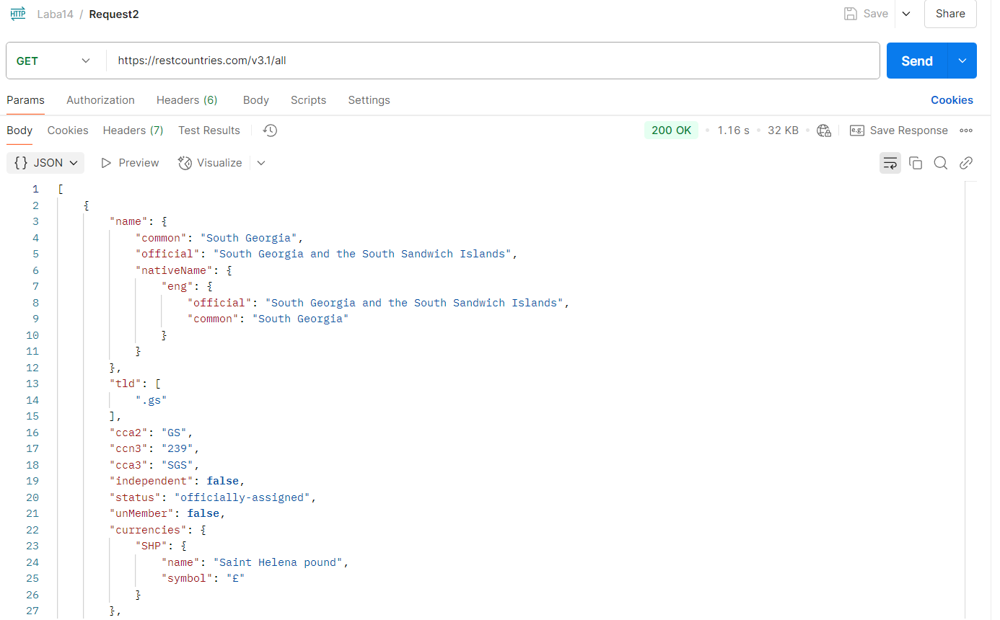 HTTP Laba14 / Request2 Save Share
GET https://restcountries.com/v3.1/all Send
Params Authorization Headers (6) Body Scripts Settings Cookies
Body Cookies Headers (7) Test Results 200 OK • 1.16 s • 32 KB • e.g. Save Response
{} JSON Preview Visualize
1 [
2 {
3 "name": {
4 "common": "South Georgia",
5 "official": "South Georgia and the South Sandwich Islands",
6 "nativeName": {
7 "eng": {
8 "official": "South Georgia and the South Sandwich Islands",
9 "common": "South Georgia"
10 }
11 }
12 },
13 "tld": [
14 ".gs"
15 ],
16 "cca2": "GS",
17 "ccn3": "239",
18 "cca3": "SGS",
19 "independent": false,
20 "status": "officially-assigned",
21 "unMember": false,
22 "currencies": {
23 "SHP": {
24 "name": "Saint Helena pound",
25 "symbol": "£"
26 }
27 },